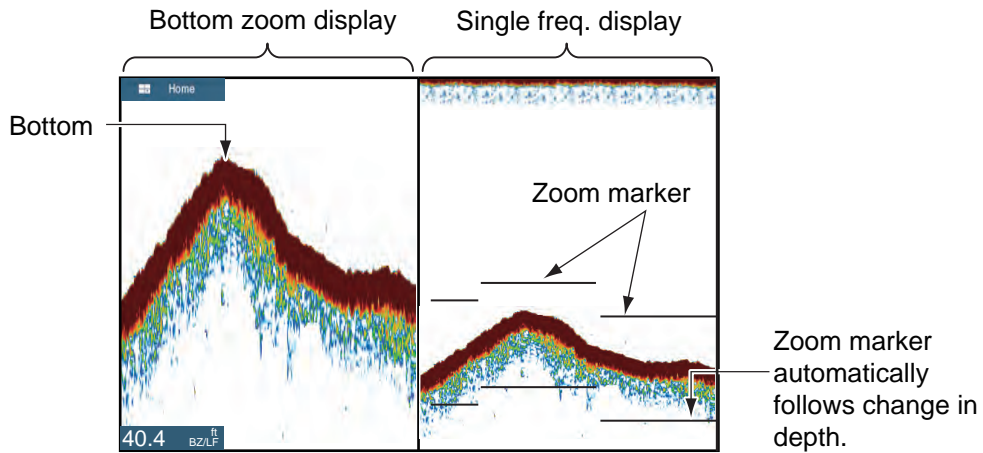 Bottom zoom display
Single freq. display
Home
Bottom
Zoom marker
Zoom marker
automatically
follows change in
depth.
40.4 ft
BZ/LF